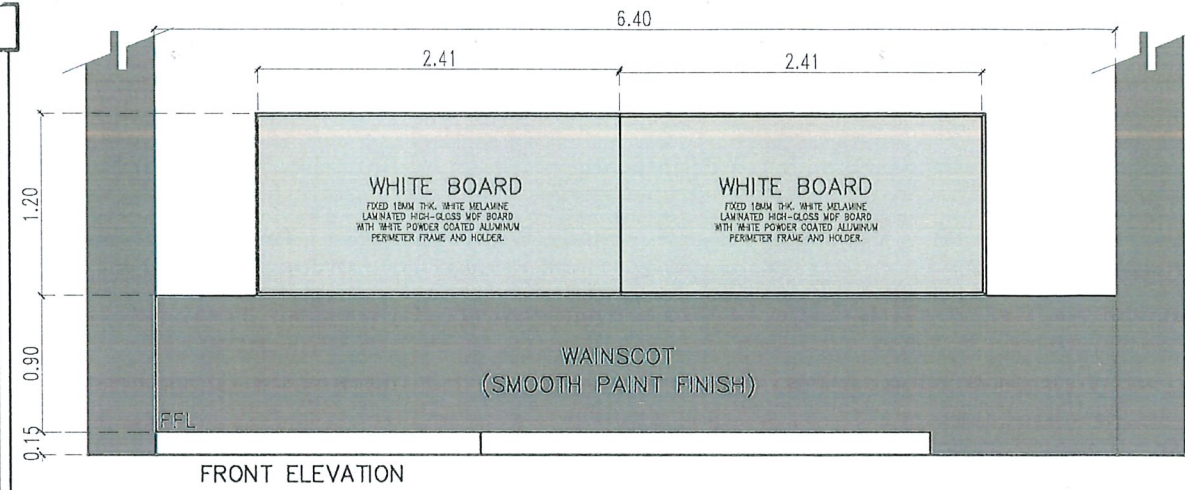 6.40
2.41
2.41
1.20
WHITE BOARD
FIXED 18MM THK. WHITE MELAMINE
LAMINATED HIGH-GLOSS MDF BOARD
WITH WHITE POWDER COATED ALUMINUM
PERIMETER FRAME AND HOLDER.
WHITE BOARD
FIXED 18MM THK. WHITE MELAMINE
LAMINATED HIGH-GLOSS MDF BOARD
WITH WHITE POWDER COATED ALUMINUM
PERIMETER FRAME AND HOLDER.
0.90
WAINSCOT
(SMOOTH PAINT FINISH)
FFL
0.15
FRONT ELEVATION